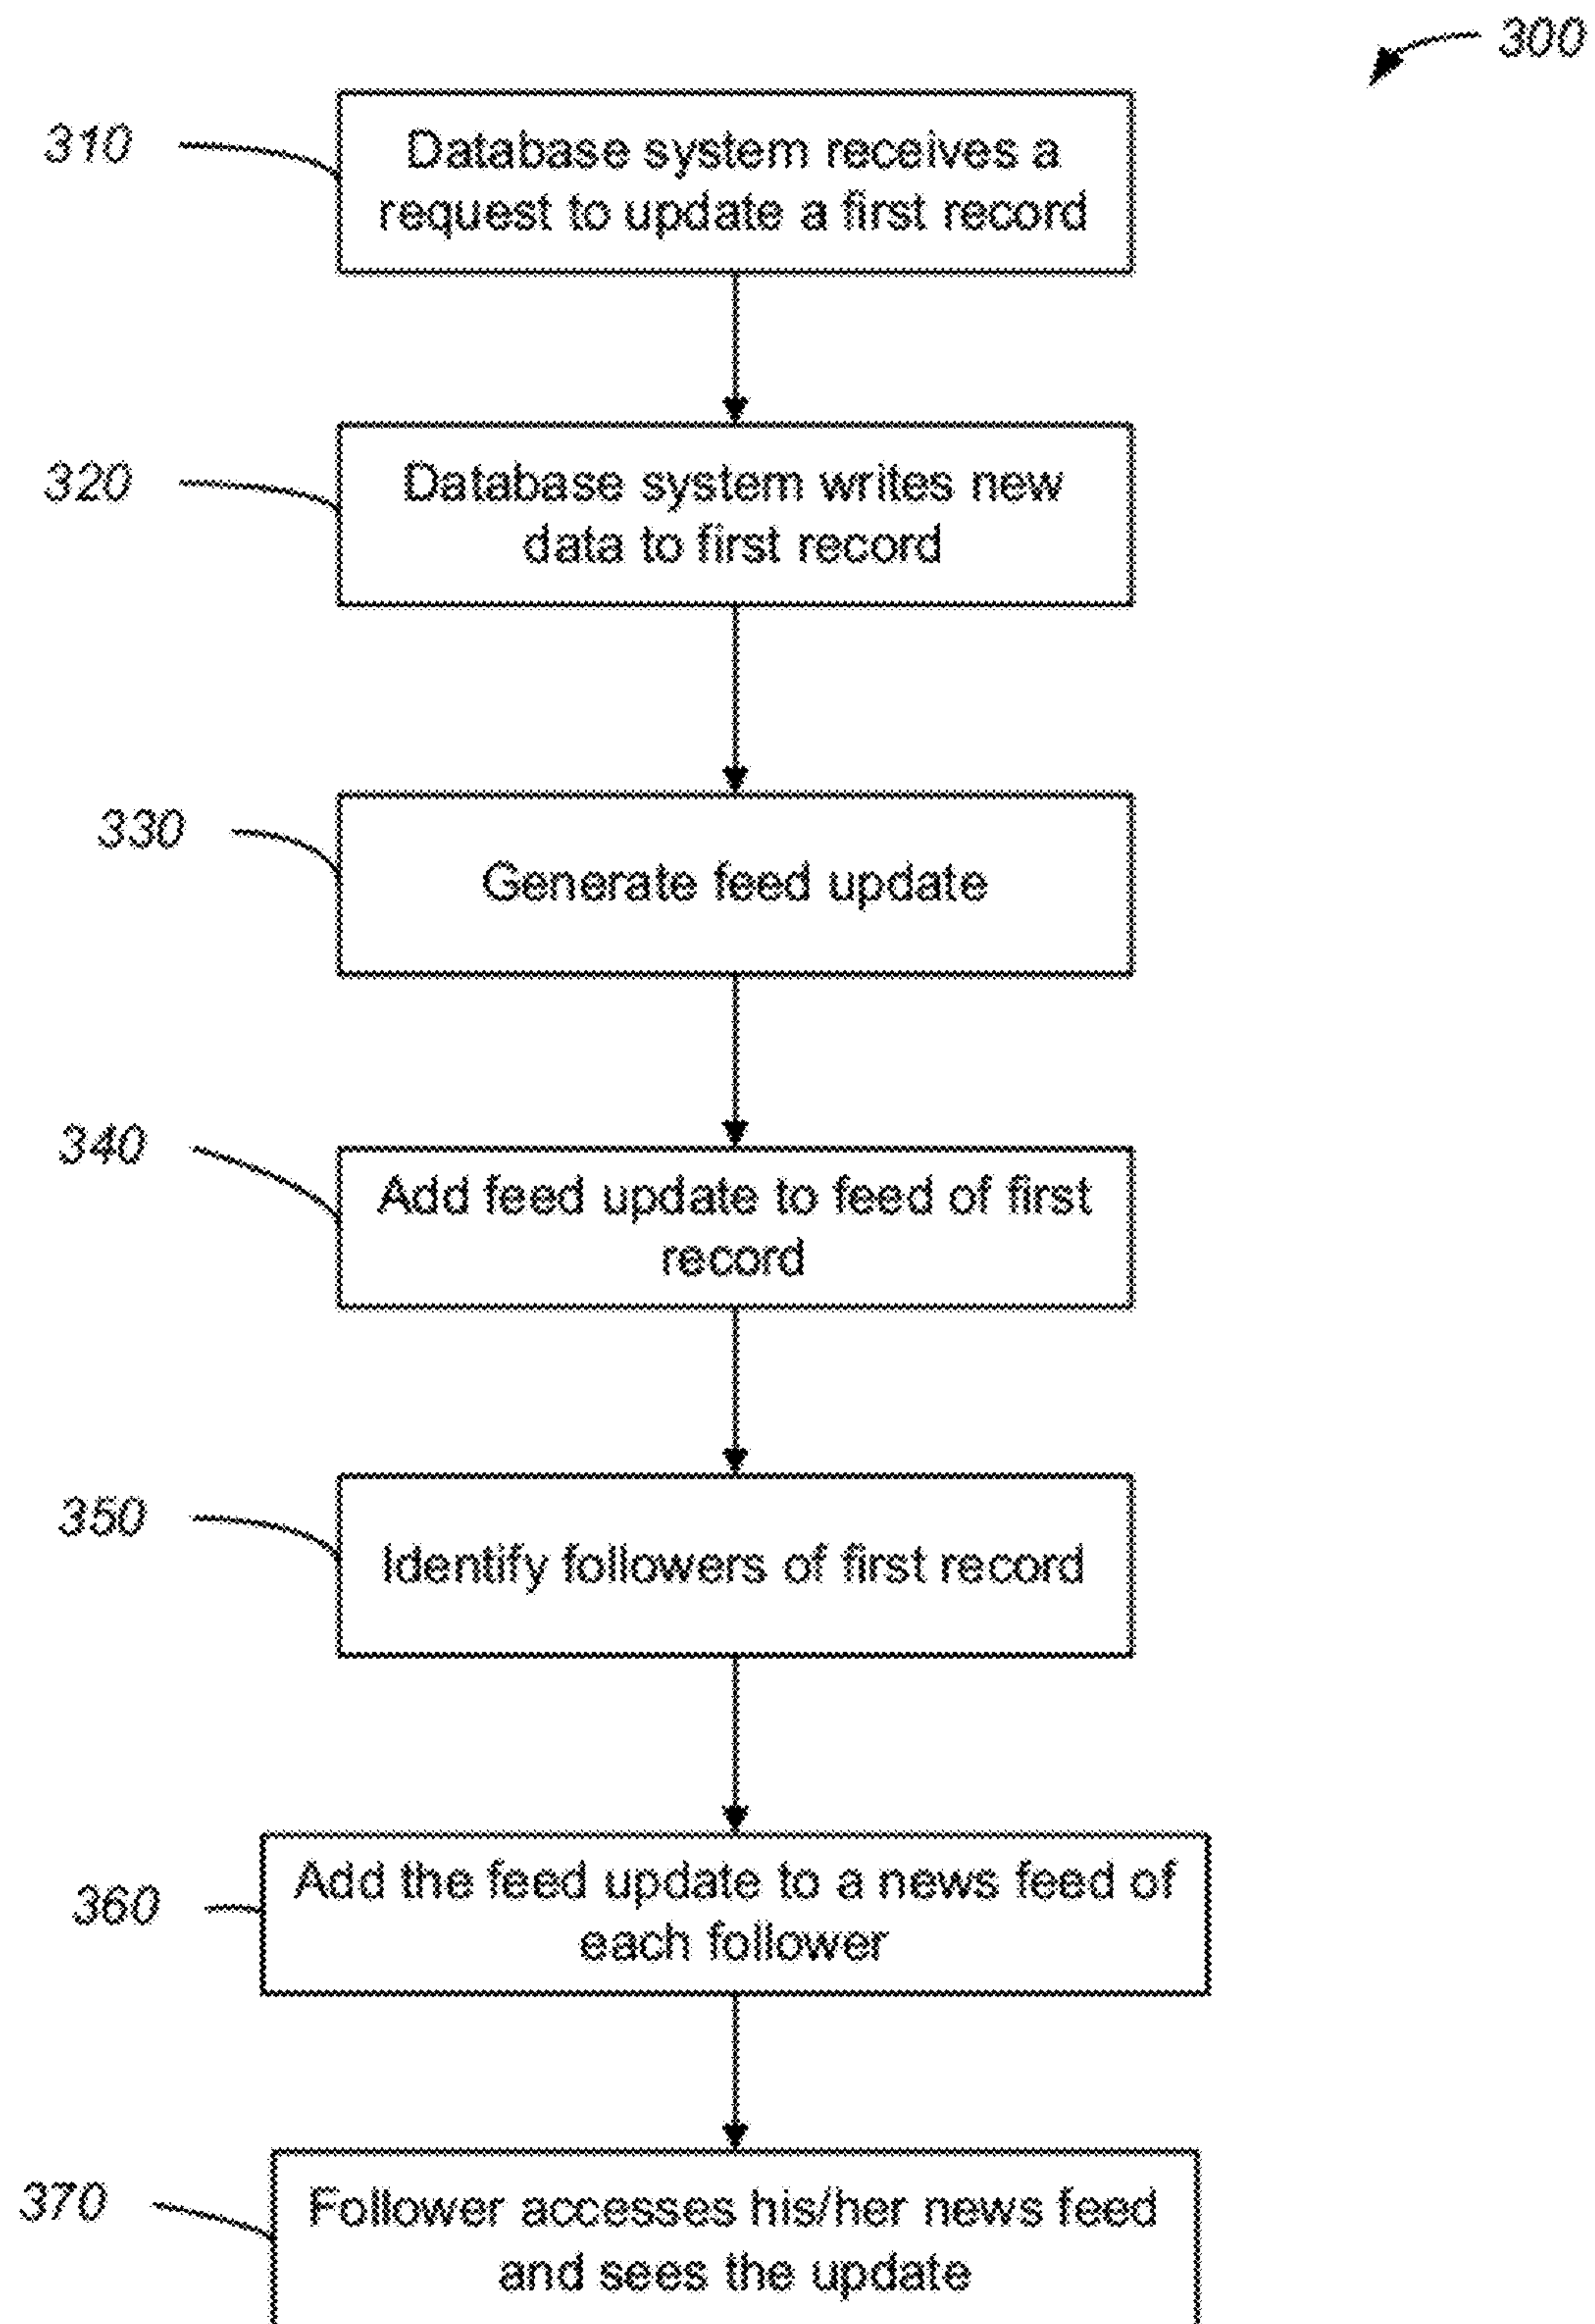 300
310
Database system receives a
request to update a first record
320
Database system writes new
data to first record
330
Generate feed update
340
Add feed update to feed of first
record
350
Identify followers of first record
360
Add the feed update to a news feed of
each follower
370
Follower accesses his/her news feed
and sees the update